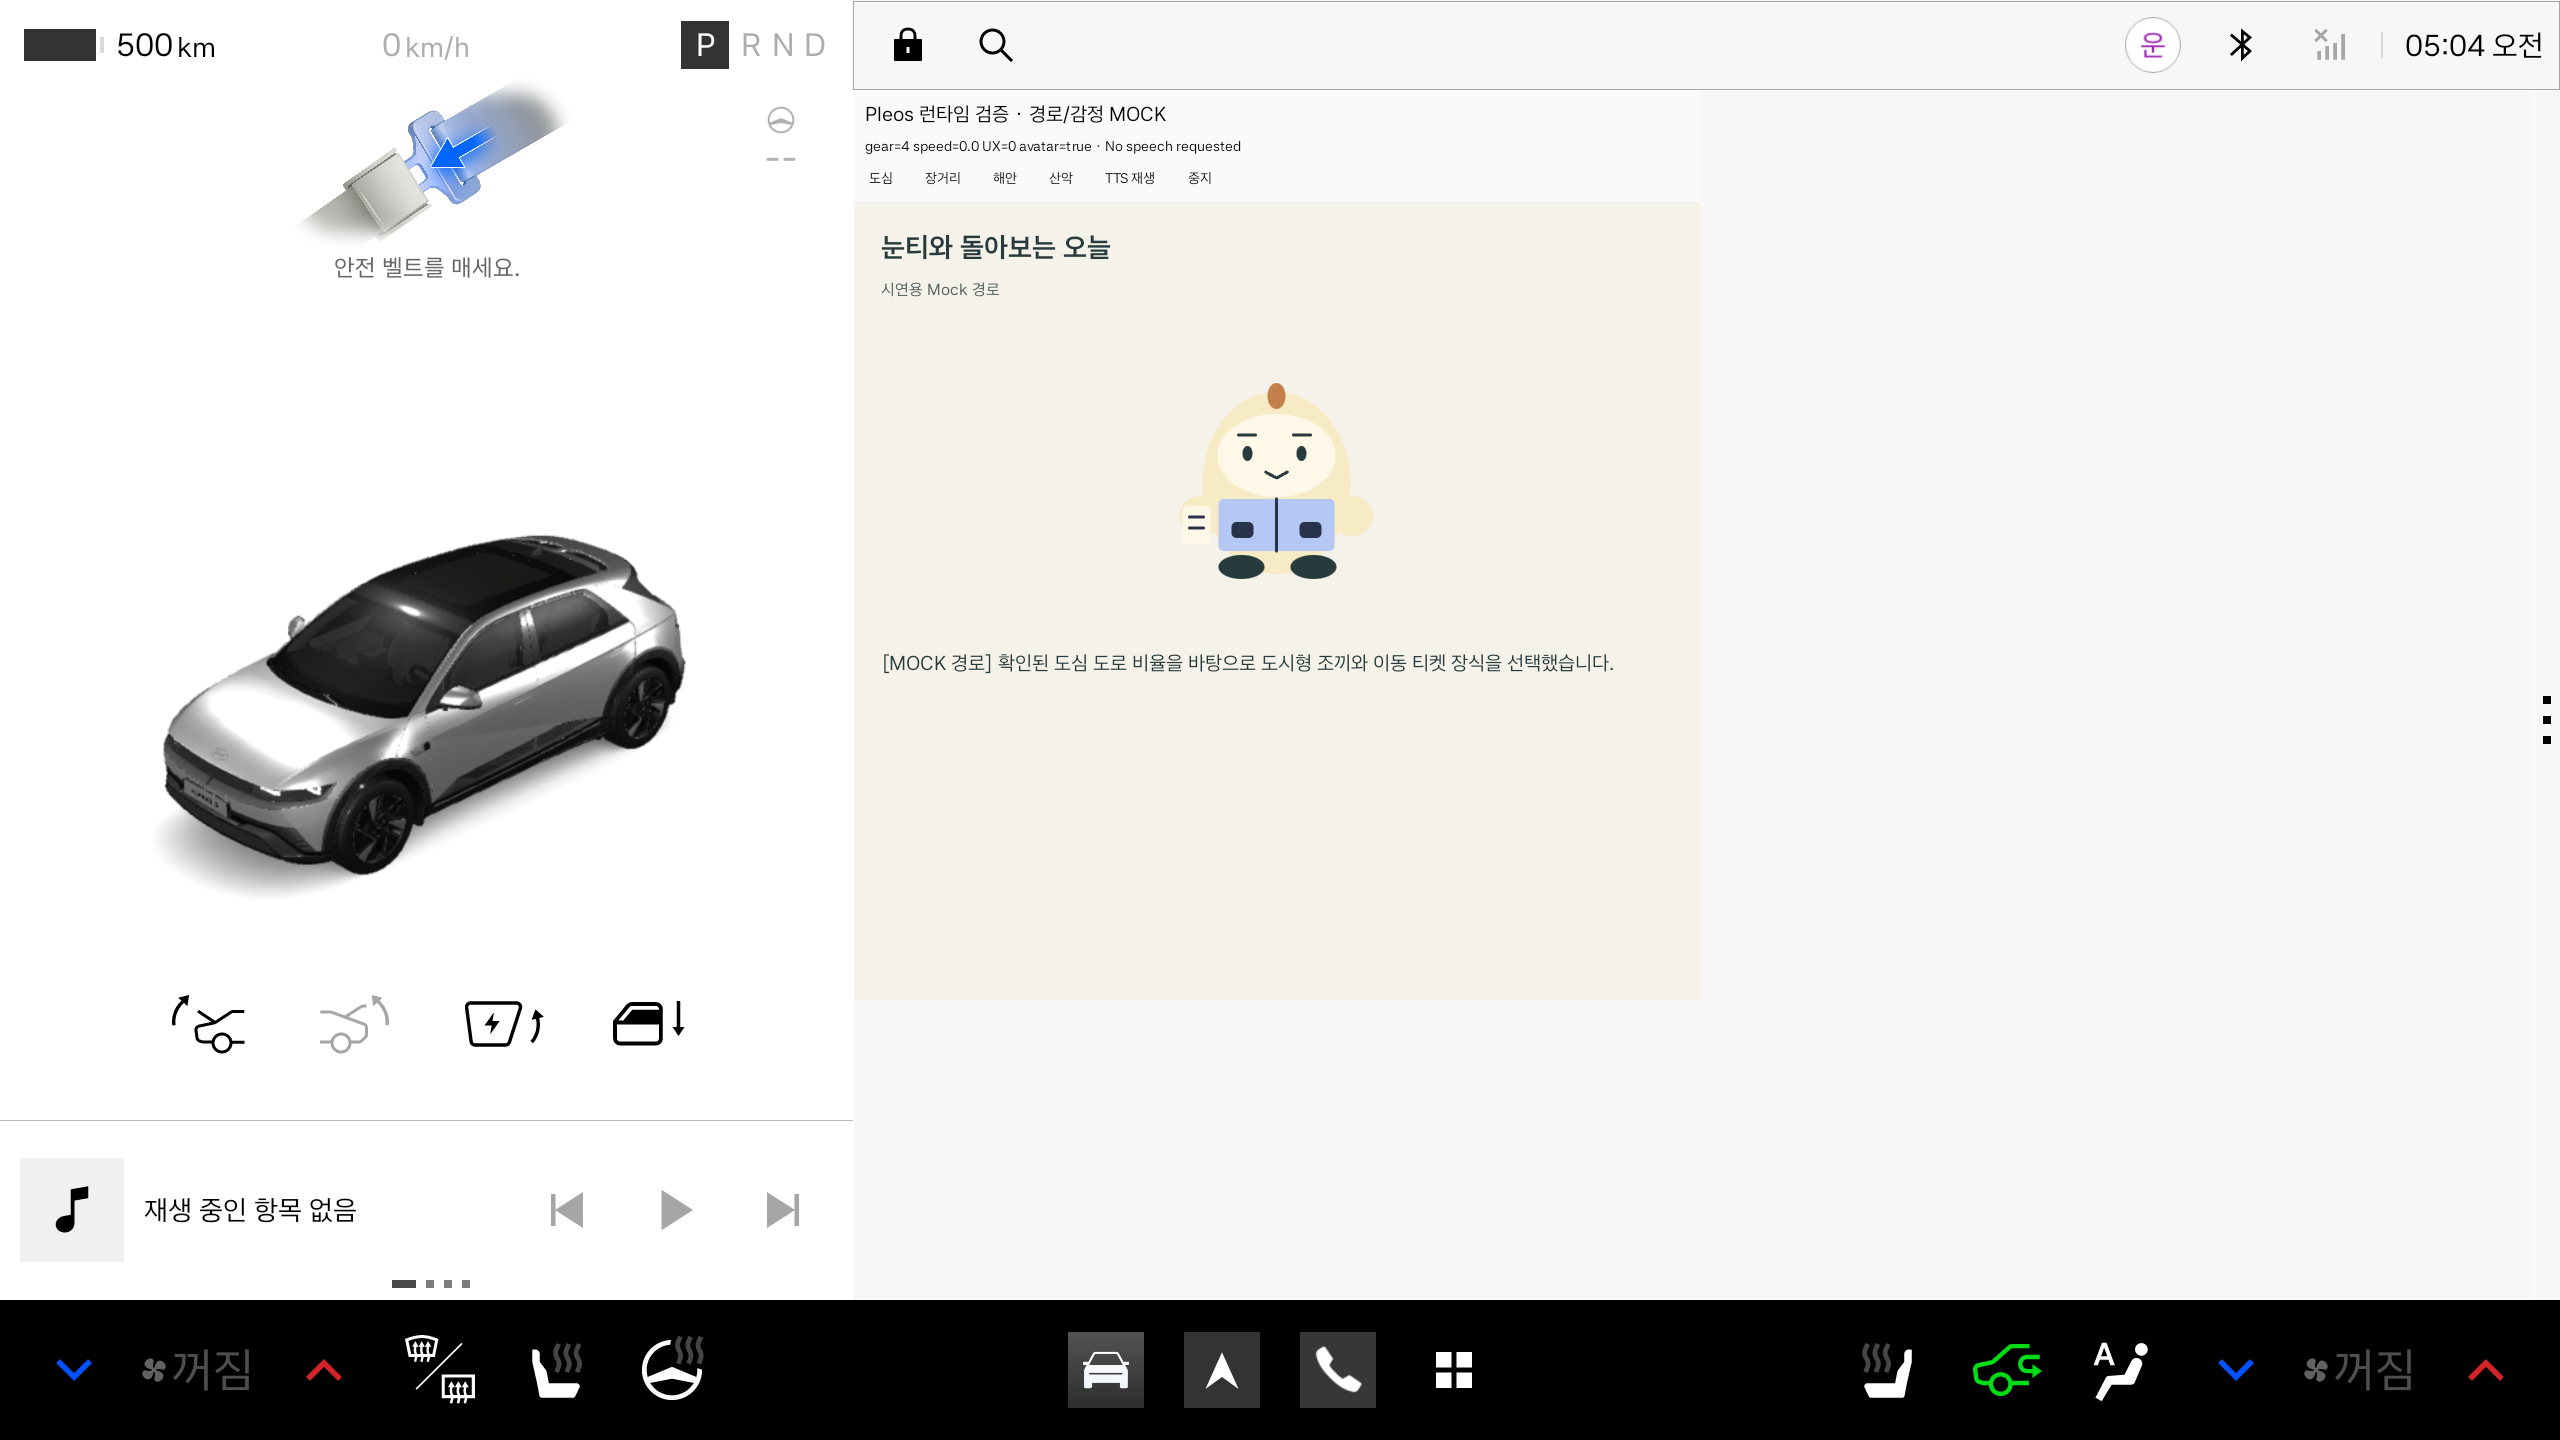 500 km
0 km/h
P R N D
운
05:04 오전
안전 벨트를 매세요.
Pleos 런타임 검증 · 경로/감정 MOCK
gear=4 speed=0.0 UX=0 avatar=true · No speech requested
도심 장거리 해안 산악 TTS 재생 중지
눈티와 돌아보는 오늘
시연용 Mock 경로
[MOCK 경로] 확인된 도심 도로 비율을 바탕으로 도시형 조끼와 이동 티켓 장식을 선택했습니다.
재생 중인 항목 없음
꺼짐
A
꺼짐